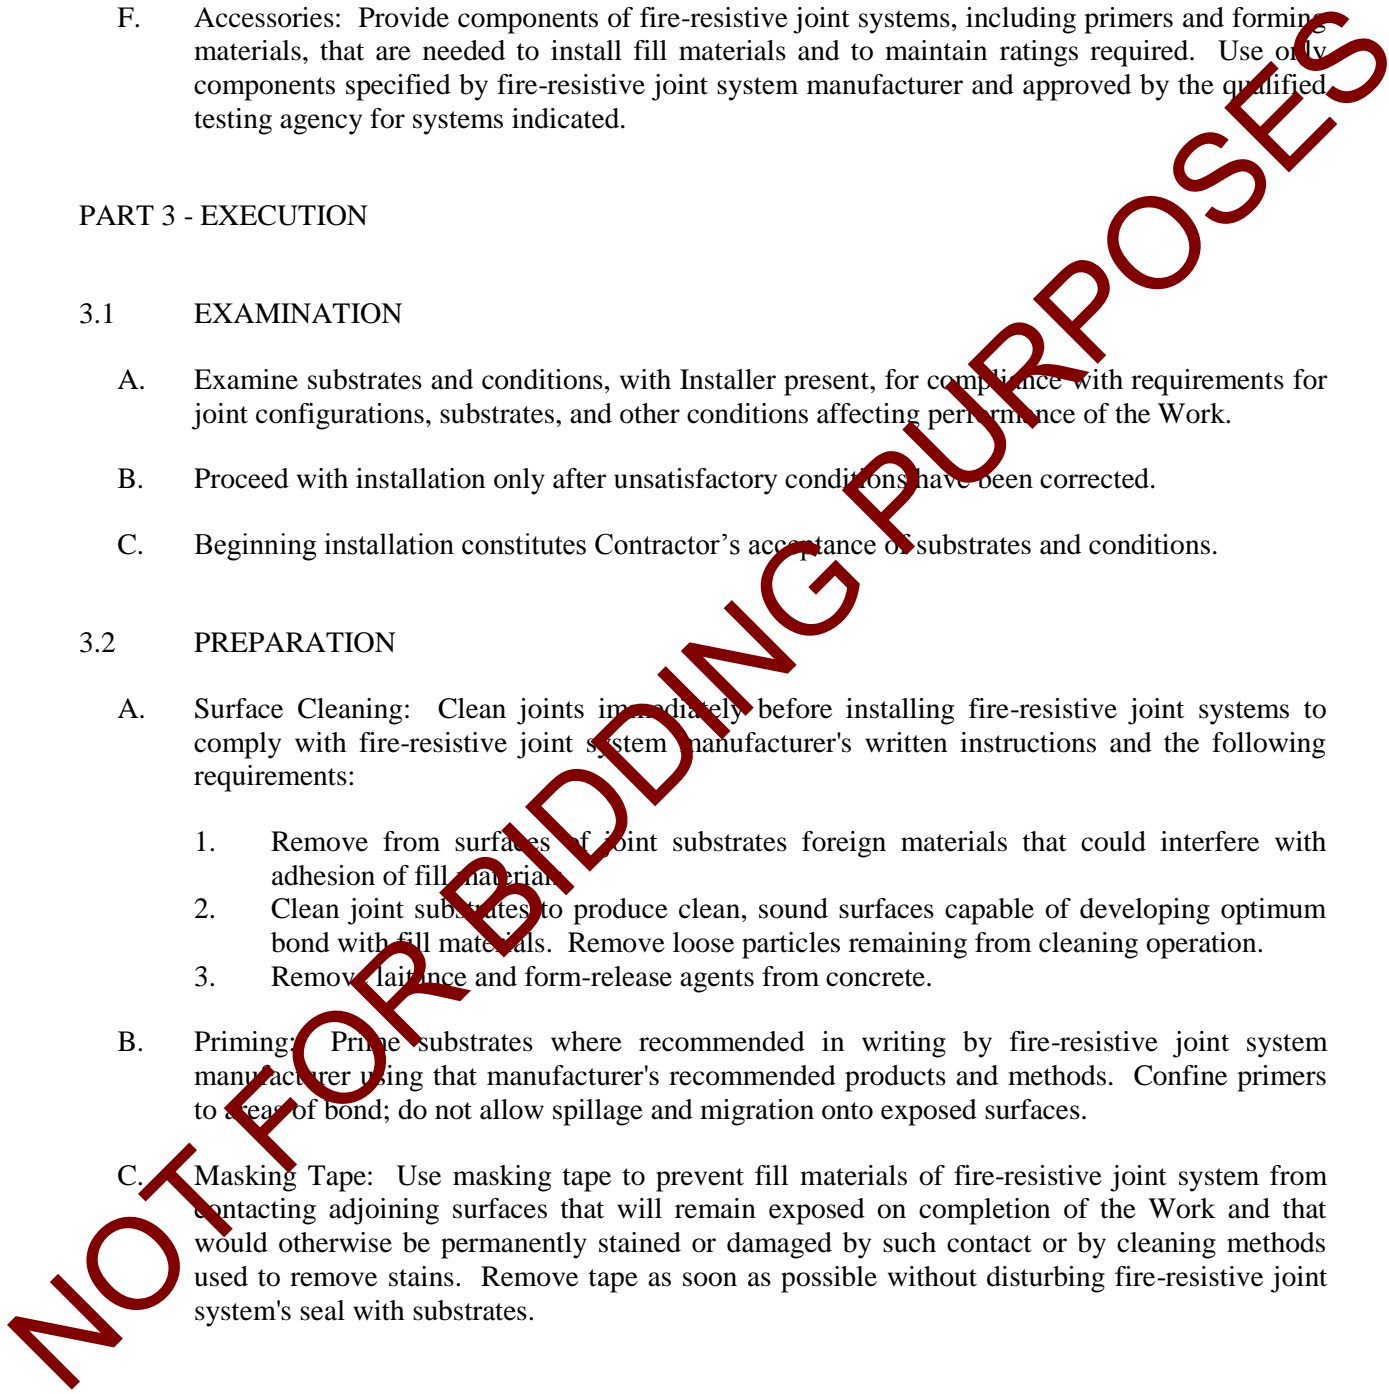 F. Accessories: Provide components of fire-resistive joint systems, including primers and forming
materials, that are needed to install fill materials and to maintain ratings required. Use only
components specified by fire-resistive joint system manufacturer and approved by the qualified
testing agency for systems indicated.
PART 3 - EXECUTION
3.1 EXAMINATION
A. Examine substrates and conditions, with Installer present, for compliance with requirements for
joint configurations, substrates, and other conditions affecting performance of the Work.
B. Proceed with installation only after unsatisfactory conditions have been corrected.
C. Beginning installation constitutes Contractor’s acceptance of substrates and conditions.
3.2 PREPARATION
A. Surface Cleaning: Clean joints immediately before installing fire-resistive joint systems to
comply with fire-resistive joint system manufacturer's written instructions and the following
requirements:
1. Remove from surfaces of joint substrates foreign materials that could interfere with
adhesion of fill materials.
2. Clean joint substrates to produce clean, sound surfaces capable of developing optimum
bond with fill materials. Remove loose particles remaining from cleaning operation.
3. Remove laitance and form-release agents from concrete.
B. Priming: Prime substrates where recommended in writing by fire-resistive joint system
manufacturer using that manufacturer's recommended products and methods. Confine primers
to areas of bond; do not allow spillage and migration onto exposed surfaces.
C. Masking Tape: Use masking tape to prevent fill materials of fire-resistive joint system from
contacting adjoining surfaces that will remain exposed on completion of the Work and that
would otherwise be permanently stained or damaged by such contact or by cleaning methods
used to remove stains. Remove tape as soon as possible without disturbing fire-resistive joint
system's seal with substrates.
NOT FOR BIDDING PURPOSES